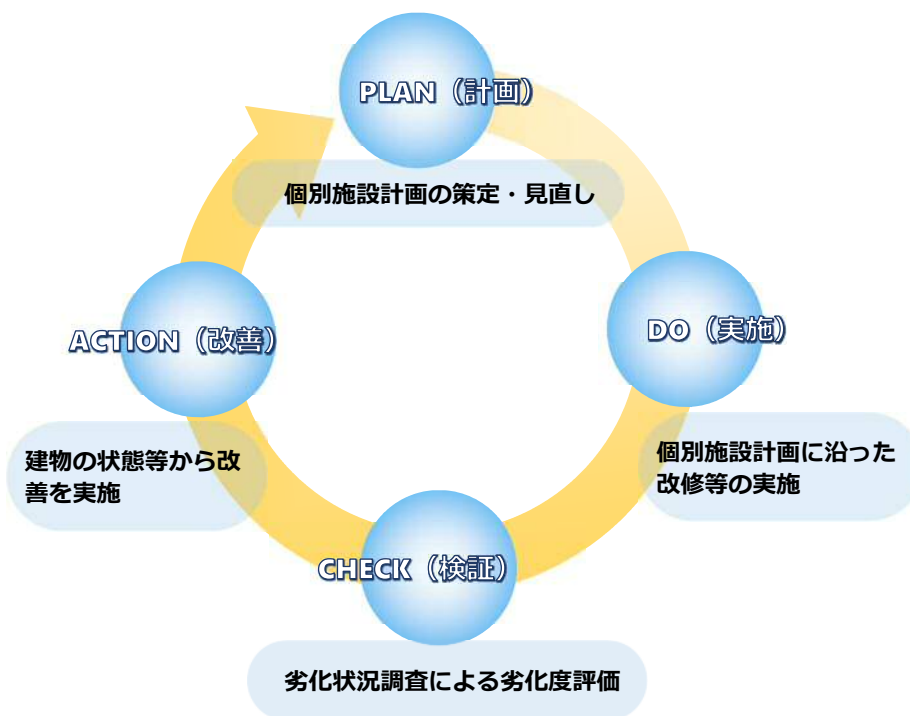 PLAN（計画）
個別施設計画の策定・見直し
DO（実施）
個別施設計画に沿った
改修等の実施
CHECK（検証）
劣化状況調査による劣化度評価
ACTION（改善）
建物の状態等から改
善を実施